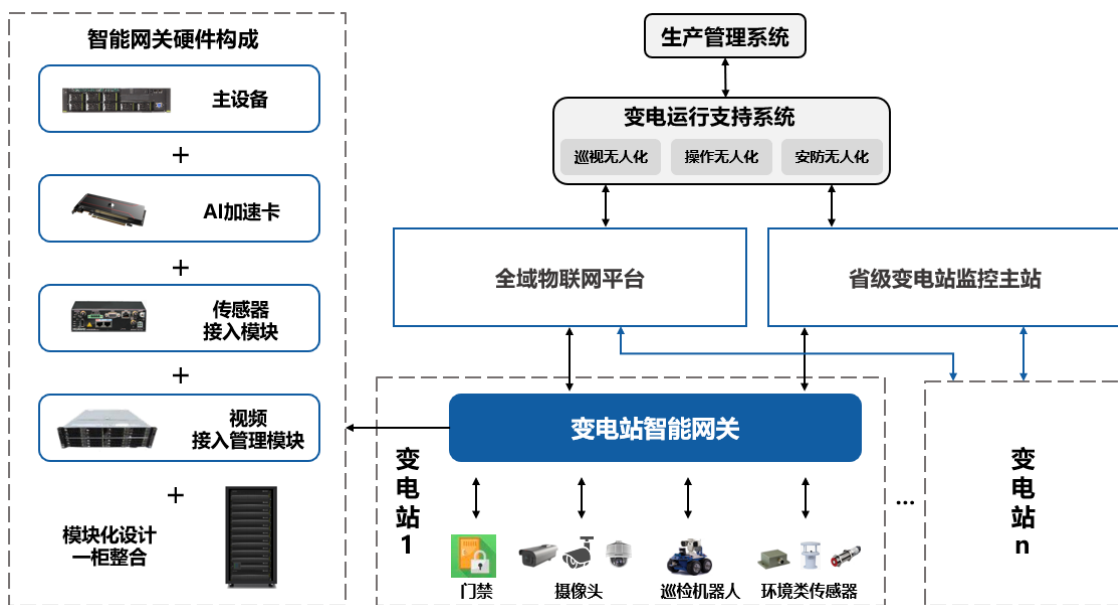 智能网关硬件构成
主设备
+
AI加速卡
+
传感器
接入模块
+
视频
接入管理模块
+
模块化设计
一柜整合
生产管理系统
变电运行支持系统
巡视无人化
操作无人化
安防无人化
全域物联网平台
省级变电站监控主站
变电站1
变电站智能网关
门禁
摄像头
巡检机器人
环境类传感器
...
变电站n